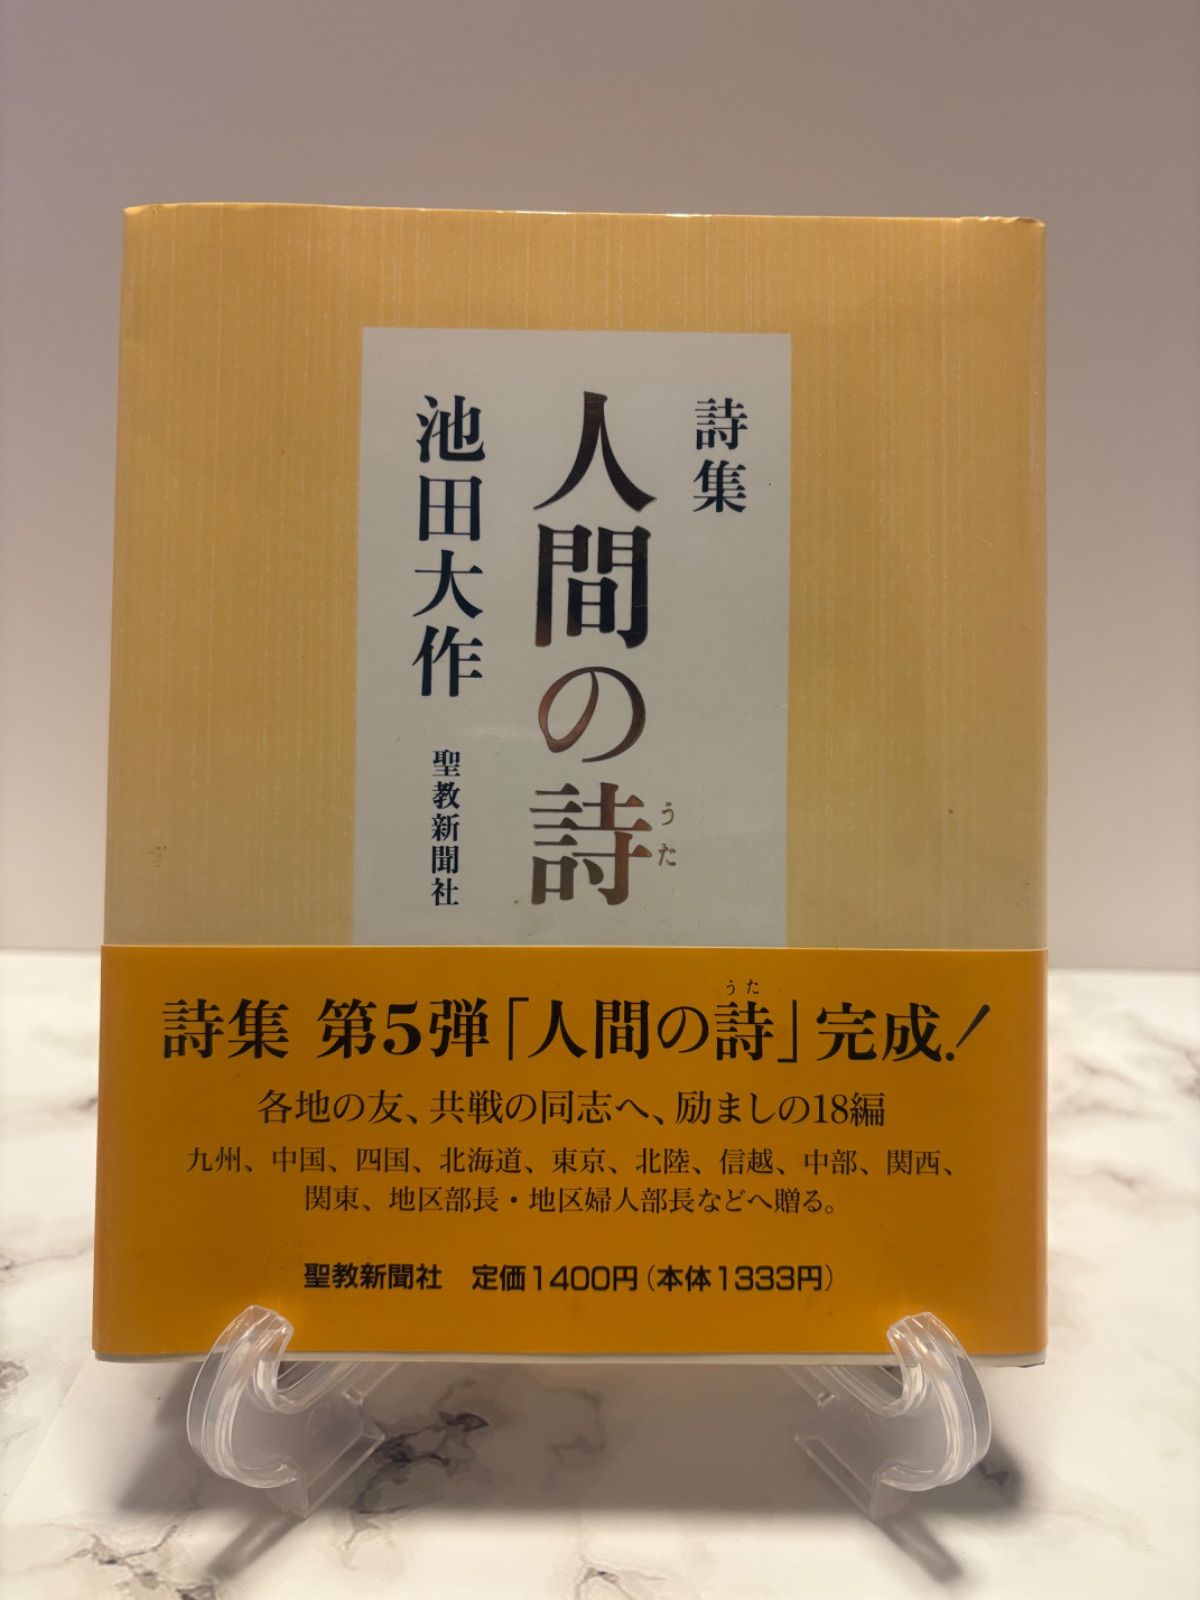 詩集
人間の詩
うた
池田大作
聖教新聞社
うた
詩集 第5弾「人間の詩」完成!
各地の友、共戦の同志へ、励ましの18編
九州、中国、四国、北海道、東京、北陸、信越、中部、関西、
関東、地区部長・地区婦人部長などへ贈る。
聖教新聞社 定価1400円(本体1333円)